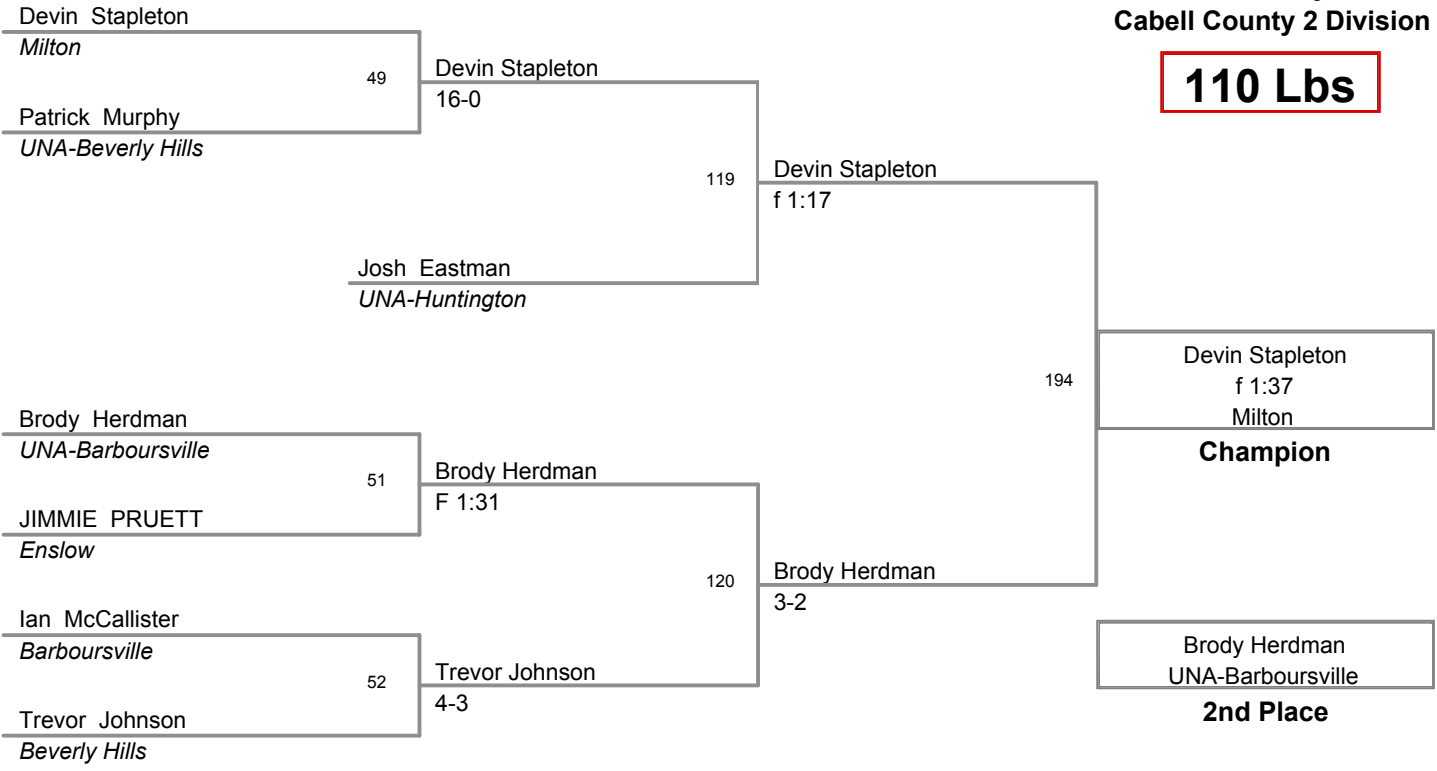 Devin  Stapleton
Milton
Cabell County 2 Division
110 Lbs
49
Devin Stapleton
16-0
Patrick  Murphy
UNA-Beverly Hills
119
Devin Stapleton
f 1:17
Josh  Eastman
UNA-Huntington
194
Devin Stapleton
f 1:37
Milton
Champion
Brody  Herdman
UNA-Barboursville
51
Brody Herdman
F 1:31
JIMMIE  PRUETT
Enslow
120
Brody Herdman
3-2
Ian  McCallister
Barboursville
52
Trevor Johnson
4-3
Trevor  Johnson
Beverly Hills
Brody Herdman
UNA-Barboursville
2nd Place